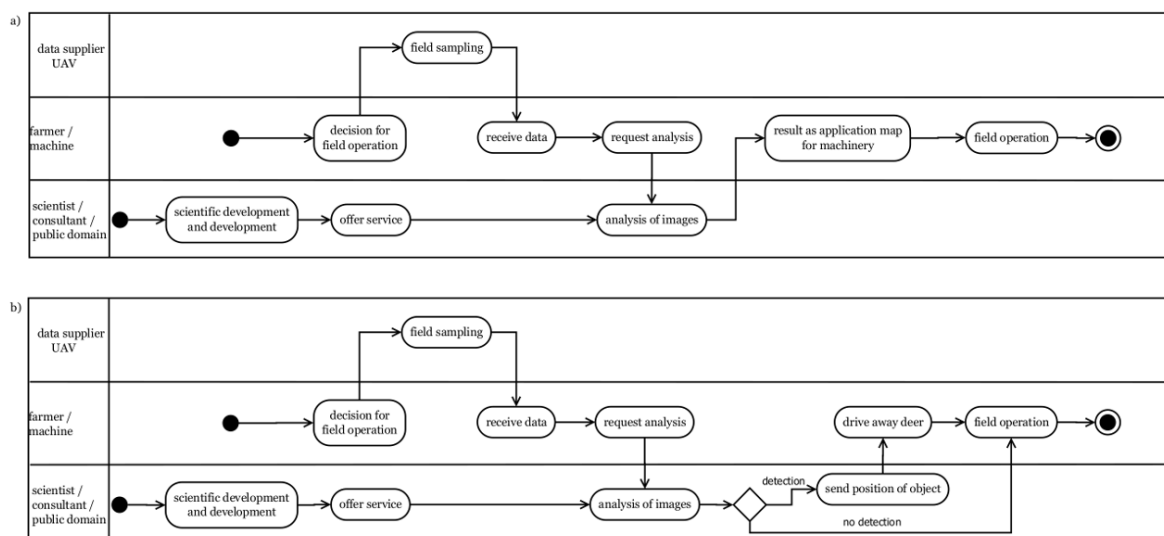 a)
data supplier
UAV
field sampling
farmer /
machine
decision for
field operation
receive data
request analysis
result as application map
for machinery
field operation
scientist /
consultant /
public domain
scientific development
and development
offer service
analysis of images
b)
data supplier
UAV
field sampling
farmer /
machine
decision for
field operation
receive data
request analysis
drive away deer
field operation
scientist /
consultant /
public domain
scientific development
and development
offer service
analysis of images
detection
send position of object
no detection